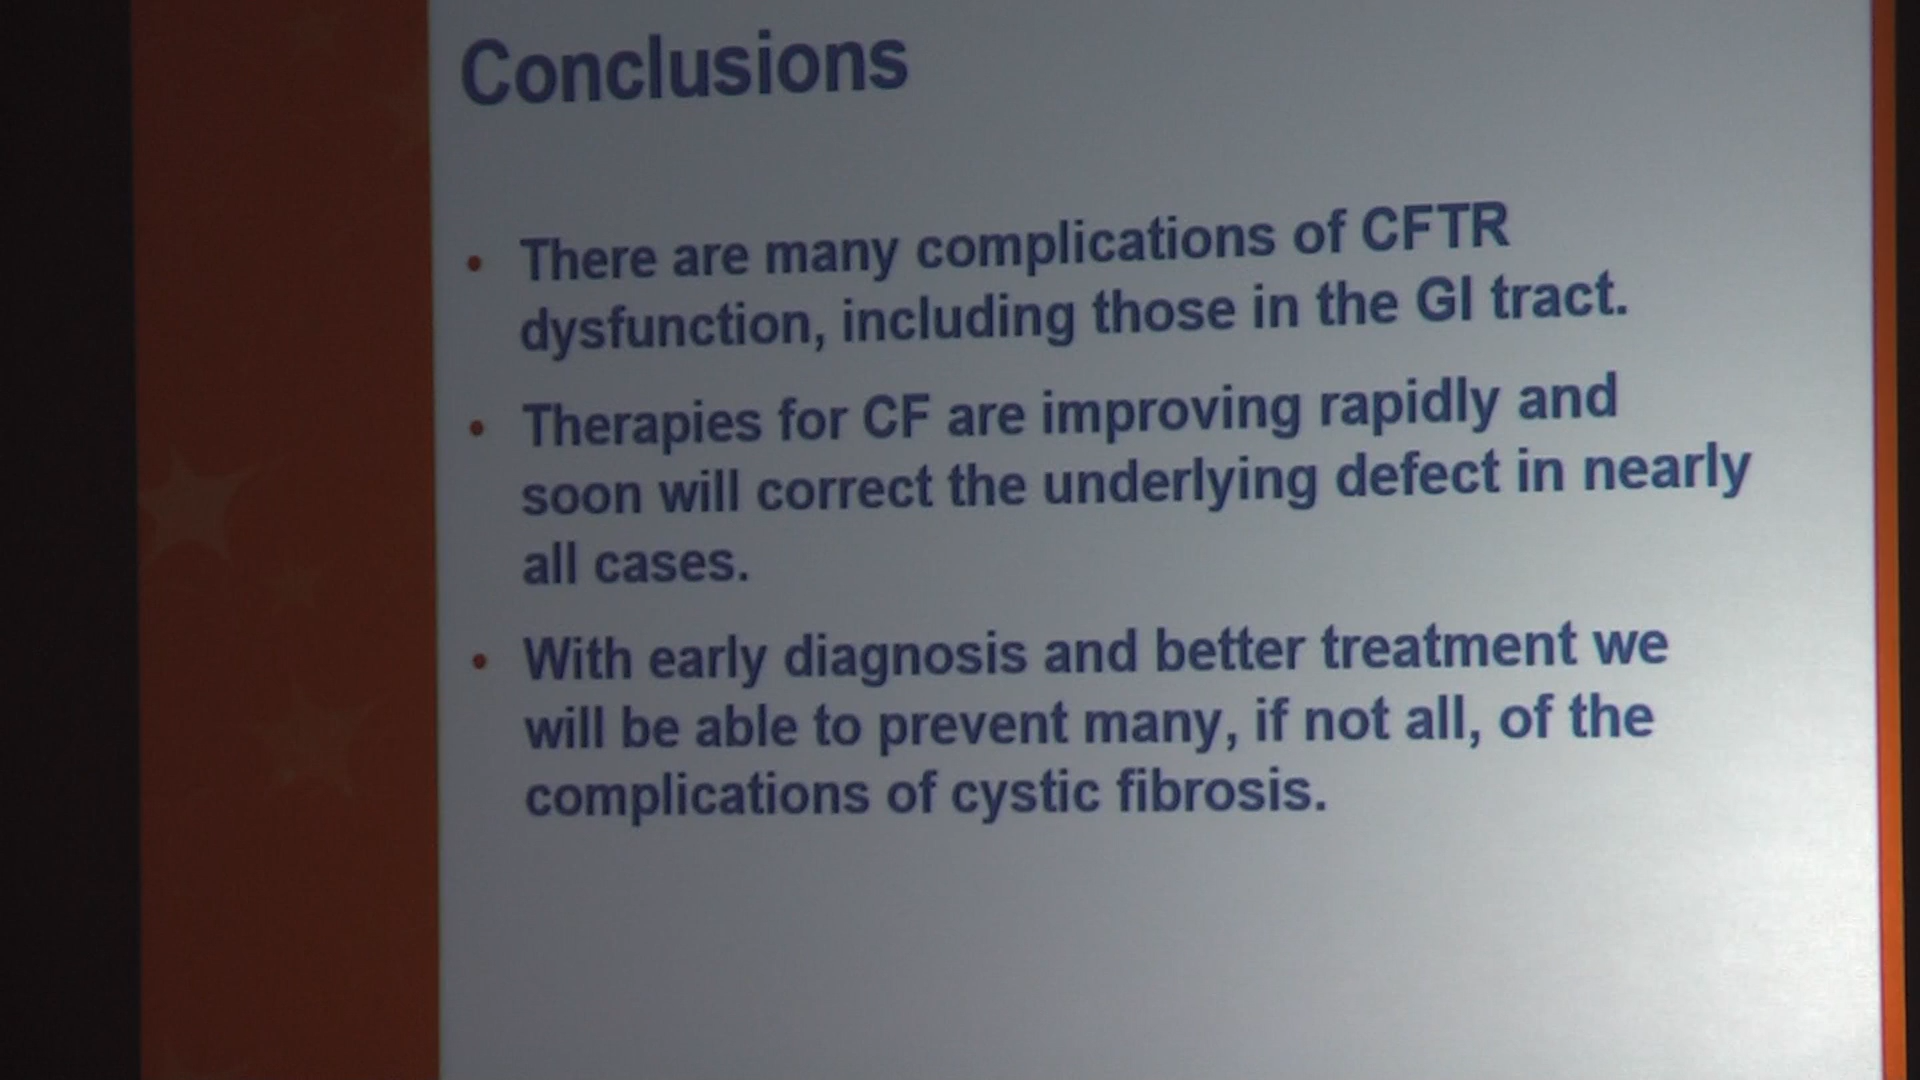 Conclusions
• There are many complications of CFTR
dysfunction, including those in the GI tract.
• Therapies for CF are improving rapidly and
soon will correct the underlying defect in nearly
all cases.
• With early diagnosis and better treatment we
will be able to prevent many, if not all, of the
complications of cystic fibrosis.